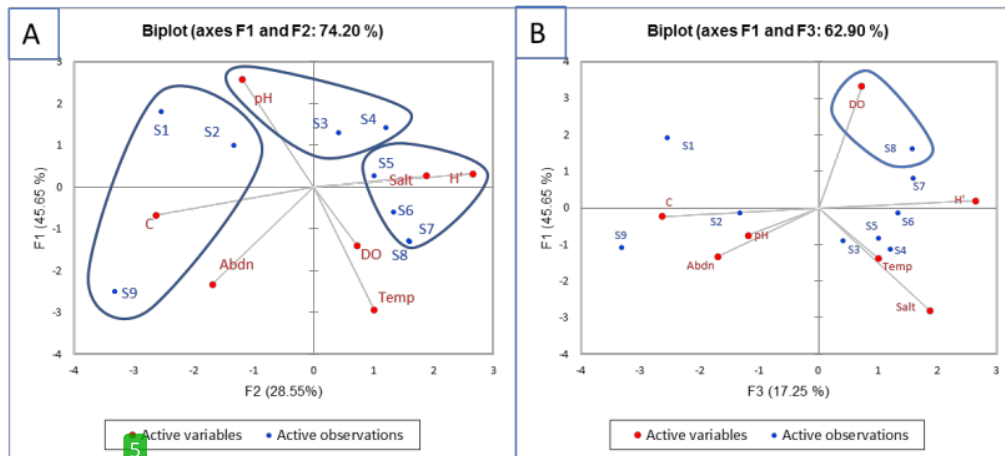 A
Biplot (axes F1 and F2: 74.20 %)
3
2
1
0
-1
-2
-3
-4
F1 (45.65 %)
pH
S1
S2
S3
S4
S5
Salt
H'
C
S6
S7
DO
S8
Abdn
Temp
S9
-4
-3
-2
-1
0
1
2
3
F2 (28.55%)
Active variables
Active observations
5
B
Biplot (axes F1 and F3: 62.90 %)
4
3
2
1
0
-1
-2
-3
-4
F1 (45.65 %)
DO
S1
S8
S7
C
H'
S2
S6
pH
S5
S9
Abdn
S3
S4
Temp
Salt
-4
-3
-2
-1
0
1
2
3
F3 (17.25 %)
Active variables
Active observations